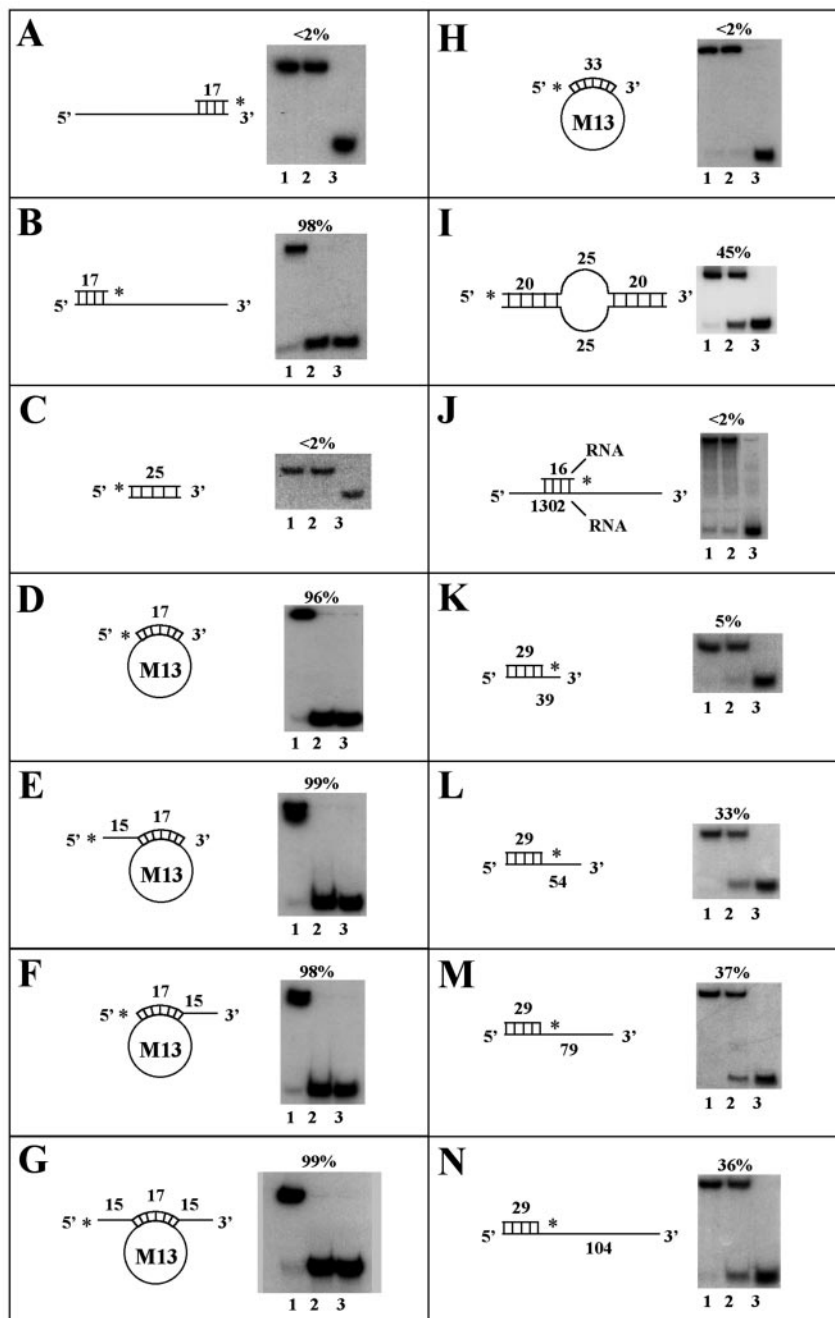 A
<2%
17
*
5’
3’
1 2 3
B
98%
17
*
5’
3’
1 2 3
C
<2%
25
5’ *
3’
1 2 3
D
96%
17
5’ *
3’
M13
1 2 3
E
99%
15
17
5’ *
3’
M13
1 2 3
F
98%
17
15
5’ *
3’
M13
1 2 3
G
99%
15
17
15
5’ *
3’
M13
1 2 3
H
<2%
33
5’ *
3’
M13
1 2 3
I
45%
25
20
20
5’ *
3’
25
1 2 3
J
<2%
RNA
16
*
5’
3’
1302
RNA
1 2 3
K
5%
29
*
5’
3’
39
1 2 3
L
33%
29
*
5’
3’
54
1 2 3
M
37%
29
*
5’
3’
79
1 2 3
N
36%
29
*
5’
3’
104
1 2 3